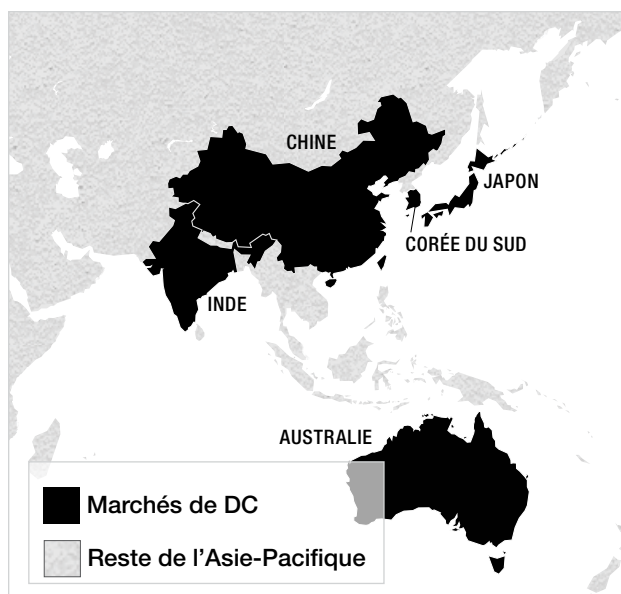 CHINE
JAPON
CORÉE DU SUD
INDE
AUSTRALIE
Marchés de DC
Reste de l'Asie-Pacifique